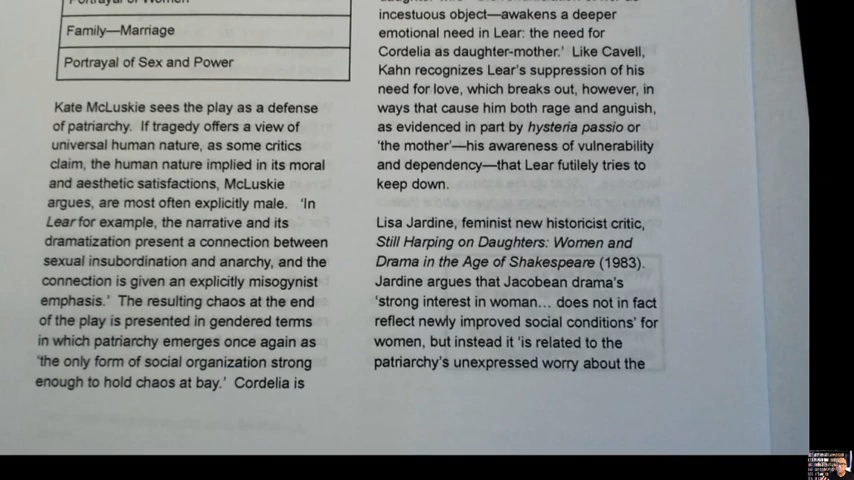 Portrayal of Women
Family—Marriage
Portrayal of Sex and Power
Kate McLuskie sees the play as a defense
of patriarchy. If tragedy offers a view of
universal human nature, as some critics
claim, the human nature implied in its moral
and aesthetic satisfactions, McLuskie
argues, are most often explicitly male. 'In
Lear for example, the narrative and its
dramatization present a connection between
sexual insubordination and anarchy, and the
connection is given an explicitly misogynist
emphasis.' The resulting chaos at the end
of the play is presented in gendered terms
in which patriarchy emerges once again as
'the only form of social organization strong
enough to hold chaos at bay.' Cordelia is
incestuous object—awakens a deeper
emotional need in Lear: the need for
Cordelia as daughter-mother.' Like Cavell,
Kahn recognizes Lear's suppression of his
need for love, which breaks out, however, in
ways that cause him both rage and anguish,
as evidenced in part by hysteria passio or
'the mother'—his awareness of vulnerability
and dependency—that Lear futilely tries to
keep down.
Lisa Jardine, feminist new historicist critic,
Still Harping on Daughters: Women and
Drama in the Age of Shakespeare (1983).
Jardine argues that Jacobean drama's
'strong interest in woman... does not in fact
reflect newly improved social conditions' for
women, but instead it 'is related to the
patriarchy's unexpressed worry about the